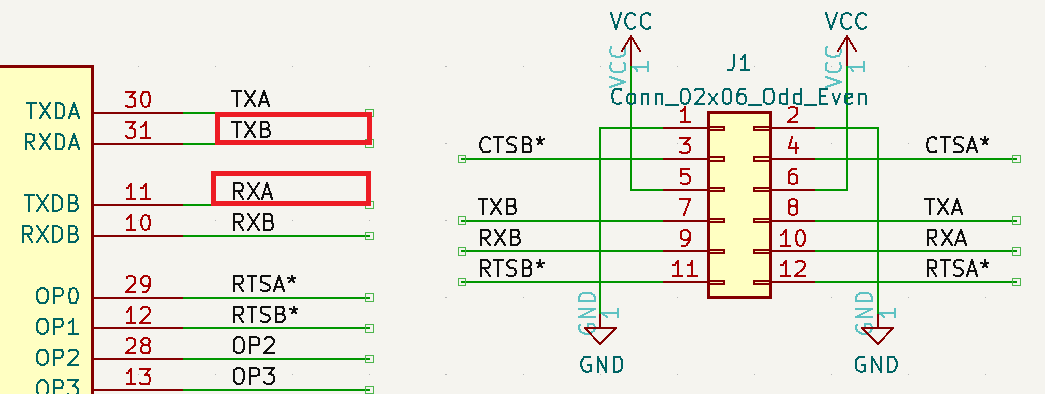 VCC VCC
VCC 1 VCC 1
J1
Conn_02x06_Odd_Even
TXDA 30 TXA
RXDA 31 TXB
TXDB 11 RXA
RXDB 10 RXB
OP0 29 RTSA*
OP1 12 RTSB*
OP2 28 OP2
OP3 13 OP3
1 2
CTSB* 3 4 CTSA*
5 6
TXB 7 8 TXA
RXB 9 10 RXA
RTSB* 11 12 RTSA*
GND 1 GND 1
GND GND